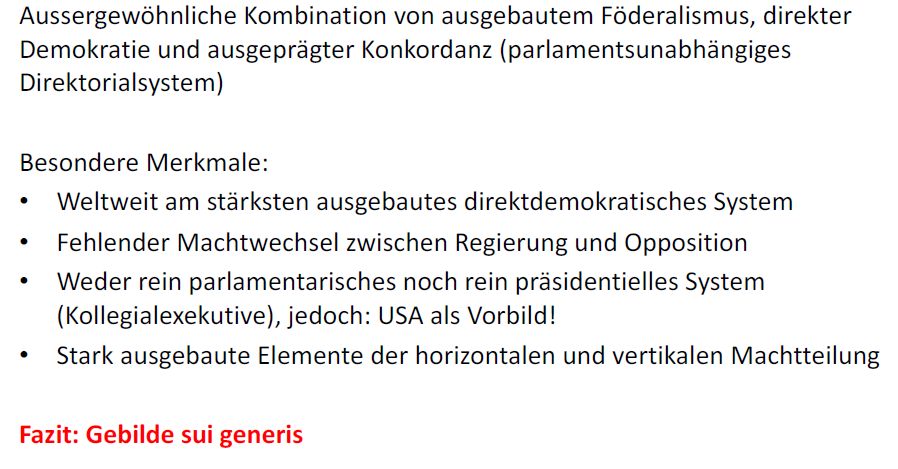 Aussergewöhnliche Kombination von ausgebautem Föderalismus, direkter
Demokratie und ausgeprägter Konkordanz (parlamentsunabhängiges
Direktorialsystem)
Besondere Merkmale:
• Weltweit am stärksten ausgebautes direktdemokratisches System
• Fehlender Machtwechsel zwischen Regierung und Opposition
• Weder rein parlamentarisches noch rein präsidentielles System
(Kollegialexekutive), jedoch: USA als Vorbild!
• Stark ausgebaute Elemente der horizontalen und vertikalen Machtteilung
Fazit: Gebilde sui generis